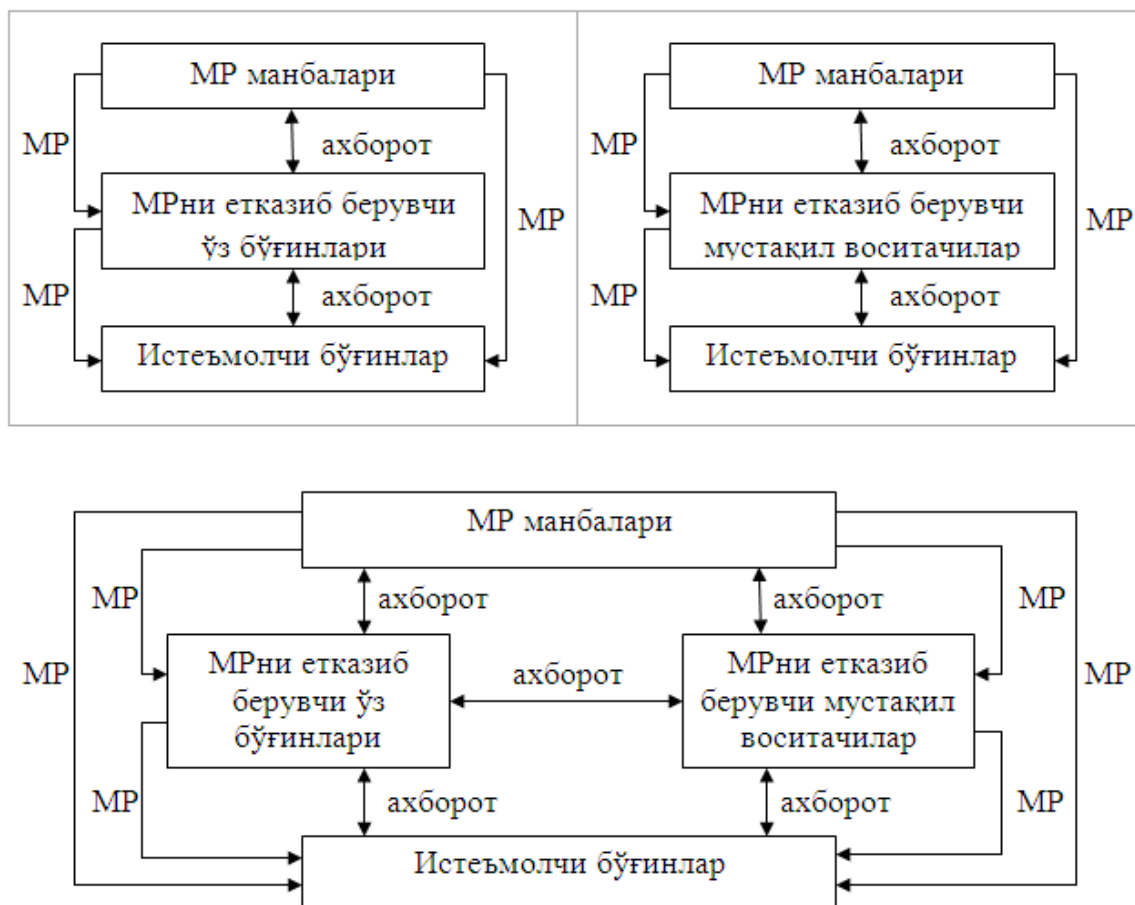 МР манбалари
МР
ахборот
МРни етказиб берувчи
ўз бўғинлари
МР
МР
ахборот
Истеъмолчи бўғинлар
МР манбалари
МР
ахборот
МРни етказиб берувчи
мустақил воситачилар
МР
МР
ахборот
Истеъмолчи бўғинлар
МР манбалари
МР
ахборот
ахборот
МР
МР
МРни етказиб
берувчи ўз
бўғинлари
ахборот
МРни етказиб
берувчи мустақил
воситачилар
МР
МР
ахборот
ахборот
МР
Истеъмолчи бўғинлар